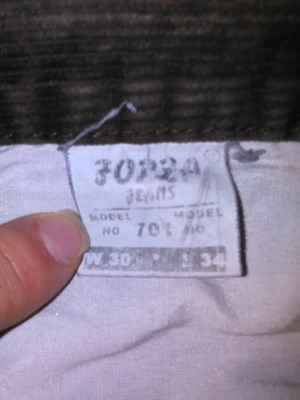 JEANS
MODEL MODEL
NO NO
W 30 * L 34